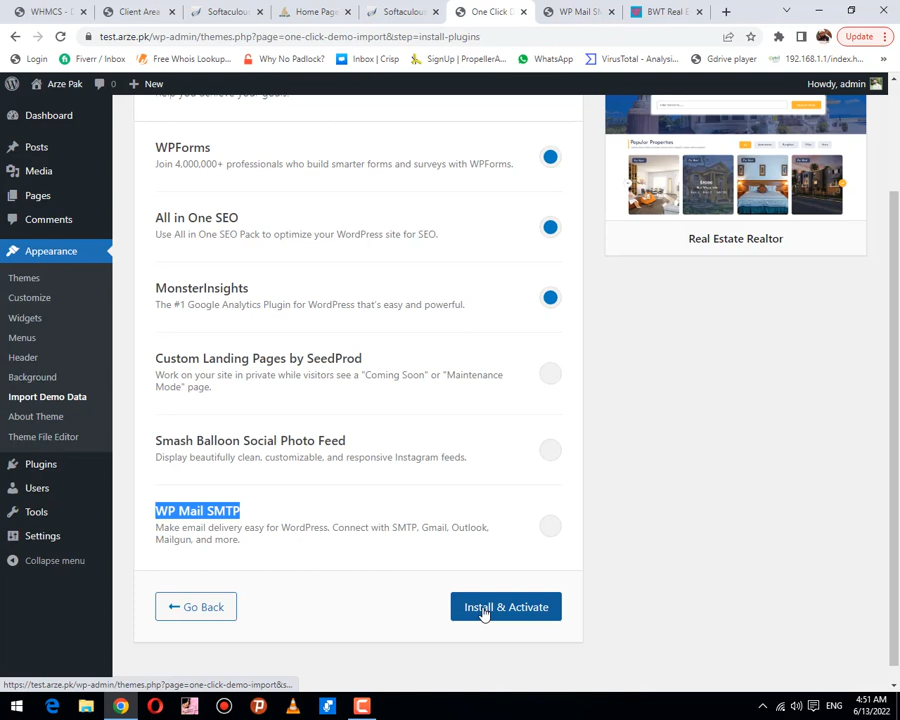 WHMCS - D
Client Area
Softaculous
Home Page
Softaculous
One Click D
WP Mail SM
BWT Real E
test.arze.pk/wp-admin/themes.php?page=one-click-demo-import&step=install-plugins
Update
Login
Fiverr / Inbox
Free Whois Lookup...
Why No Padlock?
Inbox | Crisp
SignUp | PropellerA...
WhatsApp
VirusTotal - Analysi...
Gdrive player
192.168.1.1/index.h...
Arze Pak
0
New
Howdy, admin
Dashboard
Posts
Media
Pages
Comments
Appearance
Themes
Customize
Widgets
Menus
Header
Background
Import Demo Data
About Theme
Theme File Editor
Plugins
Users
Tools
Settings
Collapse menu
help you achieve your goals.
WPForms
Join 4,000,000+ professionals who build smarter forms and surveys with WPForms.
All in One SEO
Use All in One SEO Pack to optimize your WordPress site for SEO.
MonsterInsights
The #1 Google Analytics Plugin for WordPress that's easy and powerful.
Custom Landing Pages by SeedProd
Work on your site in private while visitors see a "Coming Soon" or "Maintenance
Mode" page.
Smash Balloon Social Photo Feed
Display beautifully clean, customizable, and responsive Instagram feeds.
WP Mail SMTP
Make email delivery easy for WordPress. Connect with SMTP, Gmail, Outlook,
Mailgun, and more.
Go Back
Install & Activate
Popular Properties
Real Estate Realtor
https://test.arze.pk/wp-admin/themes.php?page=one-click-demo-import&s...
ENG
4:51 AM
6/13/2022